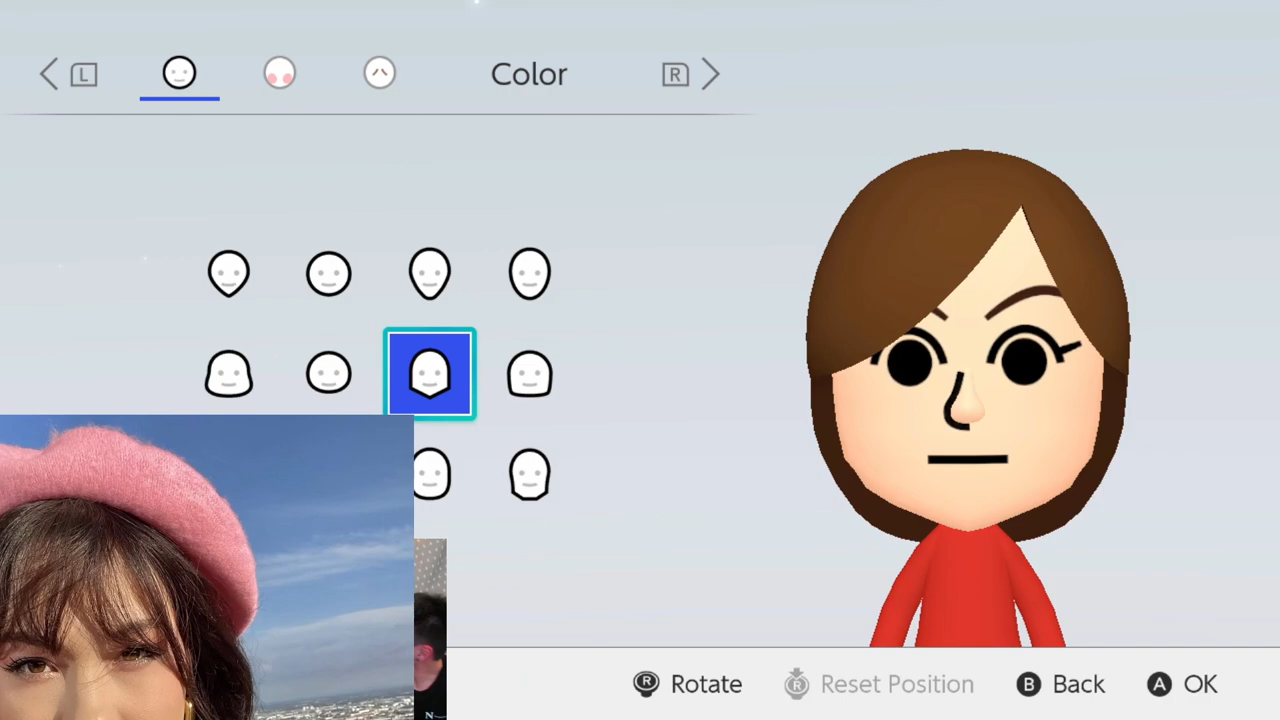 L
Color
R
R Rotate
R Reset Position
B Back
A OK
N